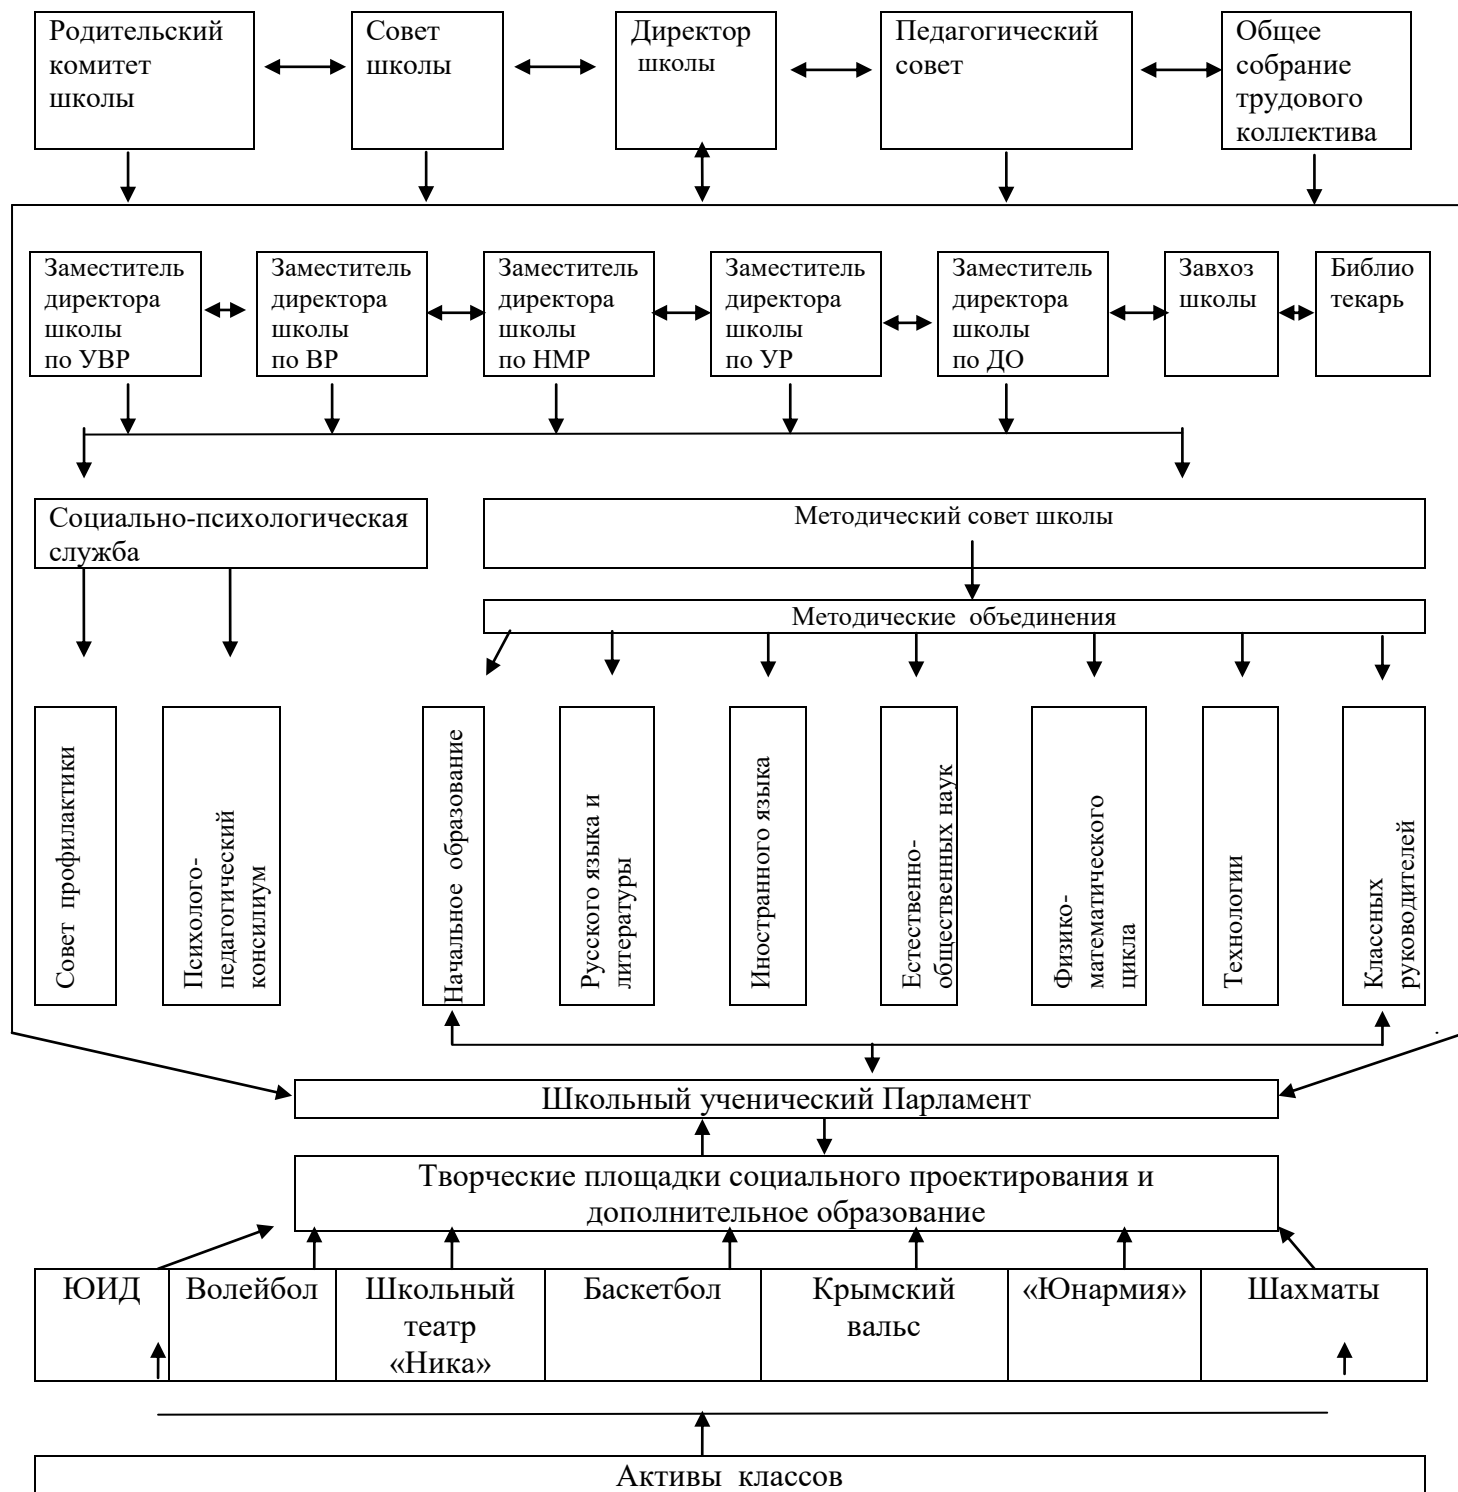 Родительский
комитет
школы
Совет
школы
Директор
школы
Педагогический
совет
Общее
собрание
трудового
коллектива
Заместитель
директора
школы
по УВР
Заместитель
директора
школы
по ВР
Заместитель
директора
школы
по НМР
Заместитель
директора
школы
по УР
Заместитель
директора
школы
по ДО
Завхоз
школы
Библио
текарь
Социально-психологическая
служба
Методический совет школы
Методические объединения
Совет профилактики
Психолого-
педагогический
консилиум
Начальное образование
Русского языка и
литературы
Иностранного языка
Естественно-
общественных наук
Физико-
математического
цикла
Технологии
Классных
руководителей
Школьный ученический Парламент
Творческие площадки социального проектирования и
дополнительное образование
ЮИД
Волейбол
Школьный
театр
«Ника»
Баскетбол
Крымский
вальс
«Юнармия»
Шахматы
Активы классов